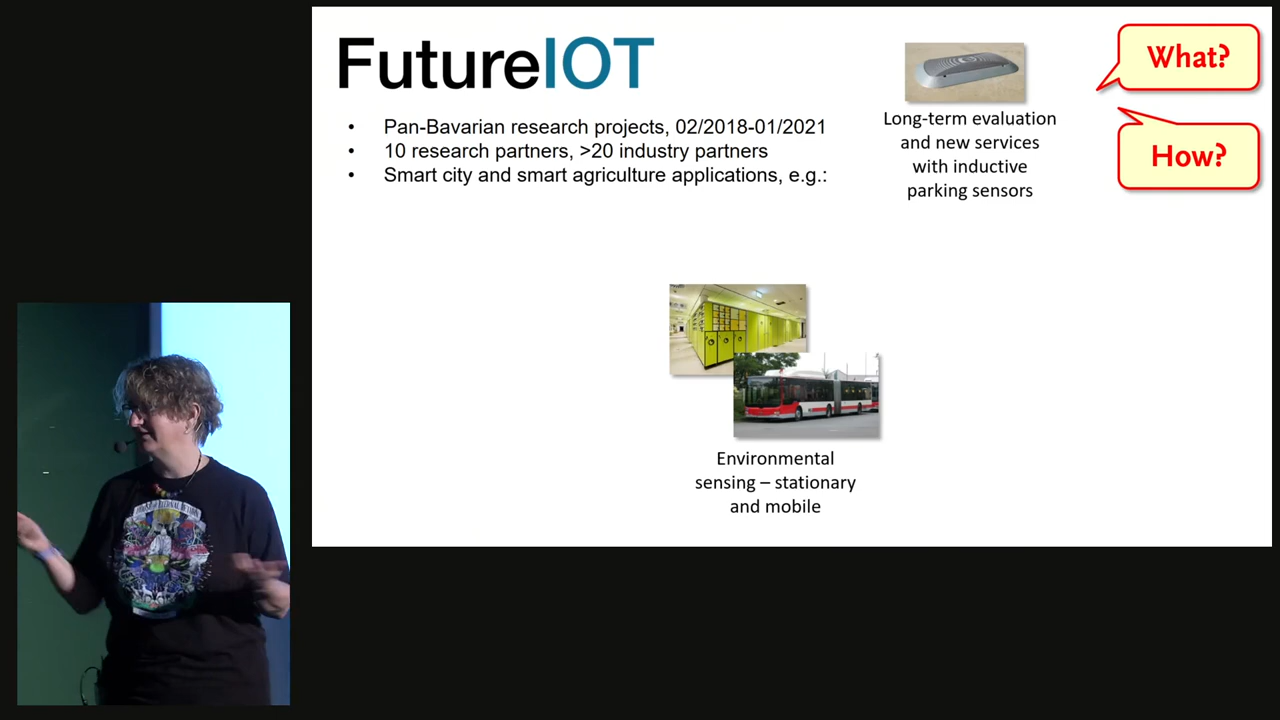 FutureIOT
• Pan-Bavarian research projects, 02/2018-01/2021
• 10 research partners, >20 industry partners
• Smart city and smart agriculture applications, e.g.:
Long-term evaluation
and new services
with inductive
parking sensors
What?
How?
Environmental
sensing – stationary
and mobile